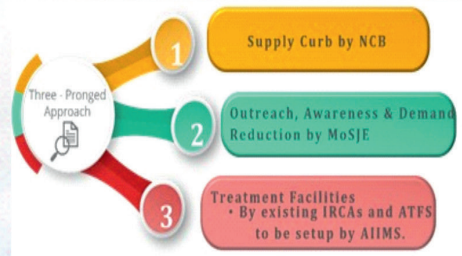 Three - Pronged
Approach
1
Supply Curb by NCB
2
Outreach, Awareness & Demand
Reduction by MoSJE
3
Treatment Facilities
• By existing IRCAs and ATFS
to be setup by AIIMS.